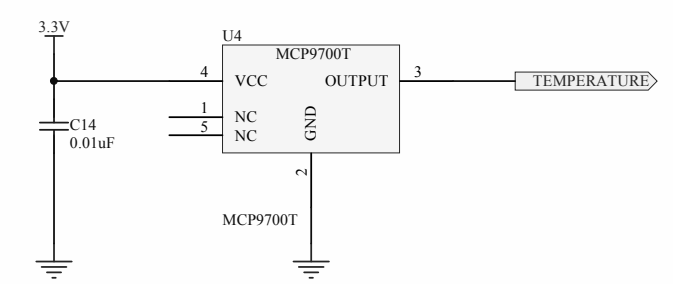 3.3V
U4
MCP9700T
4
VCC
OUTPUT
3
TEMPERATURE
1
NC
5
NC
GND
C14
0.01uF
2
MCP9700T